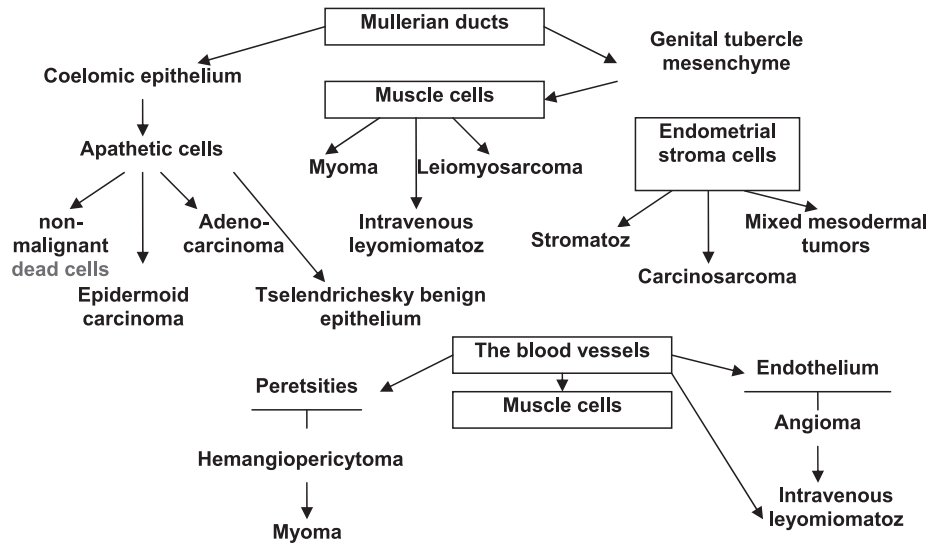 Mullerian ducts
Genital tubercle
mesenchyme
Coelomic epithelium
Muscle cells
Endometrial
stroma cells
Apathetic cells
Myoma
Leiomyosarcoma
non-
malignant
dead cells
Adeno-
carcinoma
Intravenous
leyomiomatoz
Stromatoz
Mixed mesodermal
tumors
Carcinosarcoma
Epidermoid
carcinoma
Tselendrichesky benign
epithelium
The blood vessels
Endothelium
Peretsities
Muscle cells
Angioma
Hemangiopericytoma
Intravenous
leyomiomatoz
Myoma